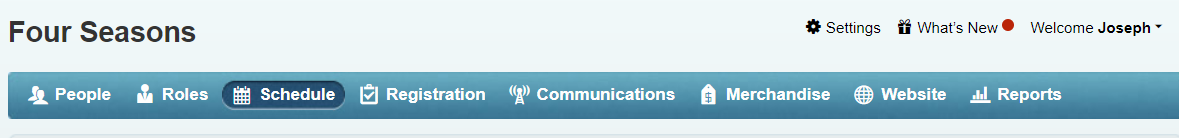 Four Seasons
Settings What's New Welcome Joseph
People Roles Schedule Registration Communications $ Merchandise Website Reports